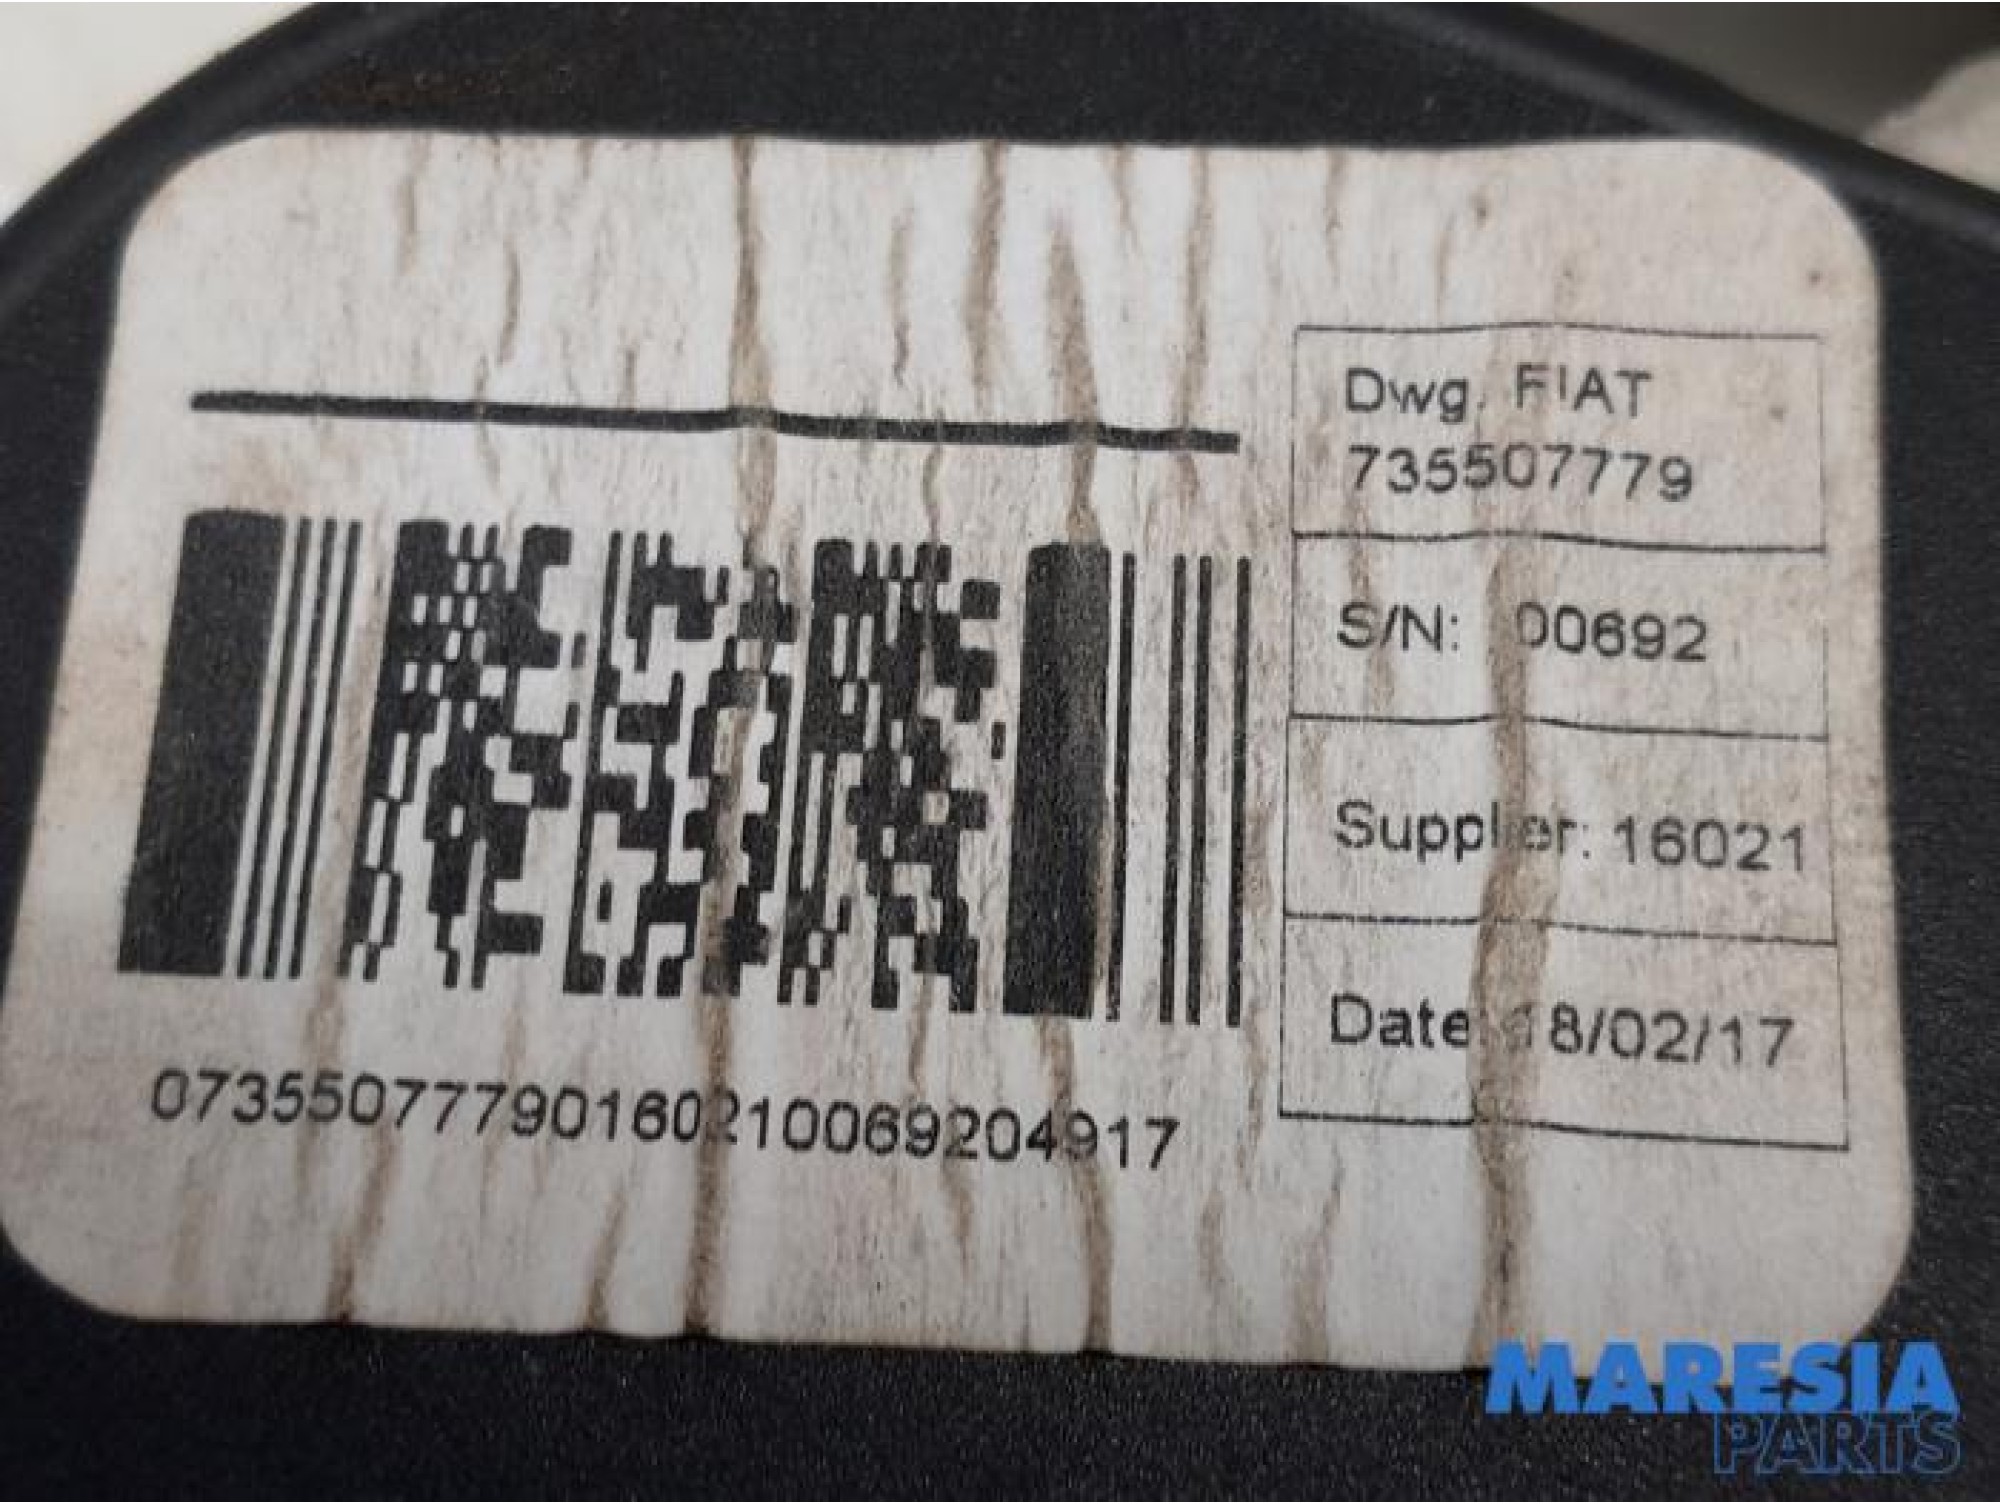 Dwg. FIAT
735507779
S/N: 00692
Supplier: 16021
Date: 18/02/17
07355077790160210069204917
MARESIA
PARTS